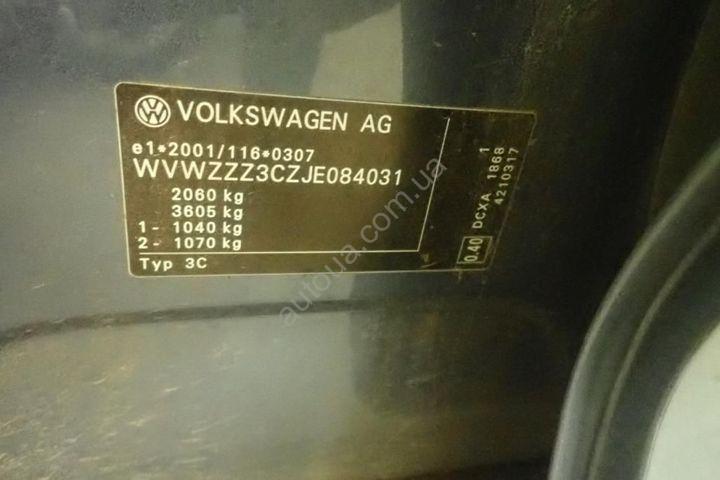 VOLKSWAGEN AG
e1*2001/116*0307
WVWZZZ3CZJE084031
2060 kg
3605 kg
1- 1040 kg
2- 1070 kg
Typ 3C
0.40
DCXA 1868 1
4210317
autoua.com.ua